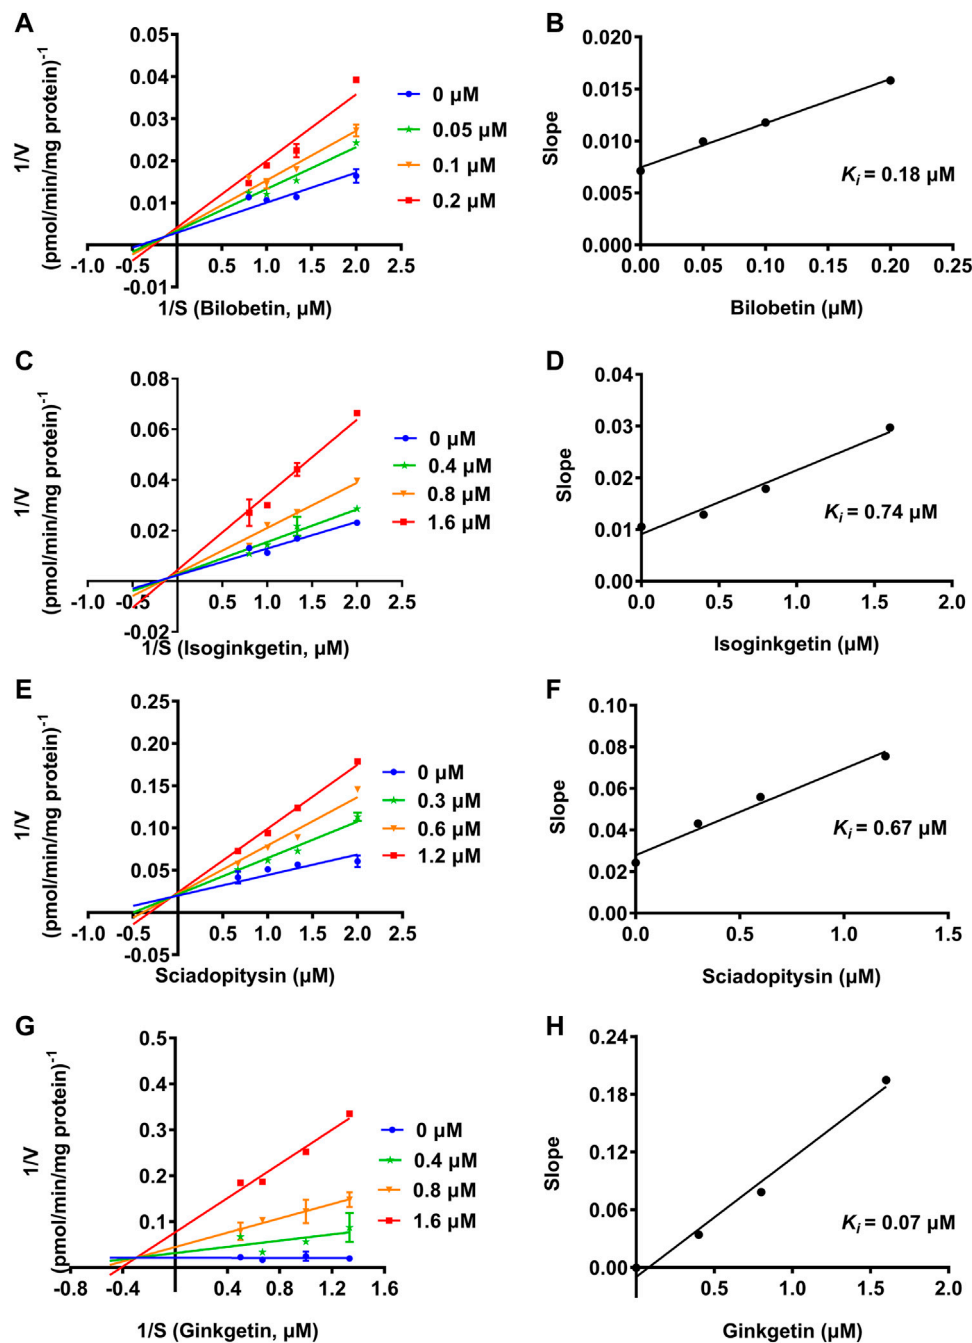 A
1/V
(pmol/min/mg protein)⁻¹
0.05
0.04
0.03
0.02
0.01
-0.01
-1.0 -0.5 0.5 1.0 1.5 2.0 2.5
1/S (Bilobetin, µM)
0 µM
0.05 µM
0.1 µM
0.2 µM
B
Slope
0.020
0.015
0.010
0.005
0.000
0.00 0.05 0.10 0.15 0.20 0.25
Bilobetin (µM)
Ki = 0.18 µM
C
1/V
(pmol/min/mg protein)⁻¹
0.08
0.06
0.04
0.02
-0.02
-1.0 -0.5 0.5 1.0 1.5 2.0 2.5
1/S (Isoginkgetin, µM)
0 µM
0.4 µM
0.8 µM
1.6 µM
D
Slope
0.04
0.03
0.02
0.01
0.00
0.0 0.5 1.0 1.5 2.0
Isoginkgetin (µM)
Ki = 0.74 µM
E
1/V
(pmol/min/mg protein)⁻¹
0.25
0.20
0.15
0.10
0.05
-0.05
-1.0 -0.5 0.5 1.0 1.5 2.0 2.5
Sciadopitysin (µM)
0 µM
0.3 µM
0.6 µM
1.2 µM
F
Slope
0.10
0.08
0.06
0.04
0.02
0.00
0.0 0.5 1.0 1.5
Sciadopitysin (µM)
Ki = 0.67 µM
G
1/V
(pmol/min/mg protein)⁻¹
0.5
0.4
0.3
0.2
0.1
-0.8 -0.4 0.4 0.8 1.2 1.6
1/S (Ginkgetin, µM)
0 µM
0.4 µM
0.8 µM
1.6 µM
H
Slope
0.24
0.18
0.12
0.06
0.00
0.5 1.0 1.5 2.0
Ginkgetin (µM)
Ki = 0.07 µM